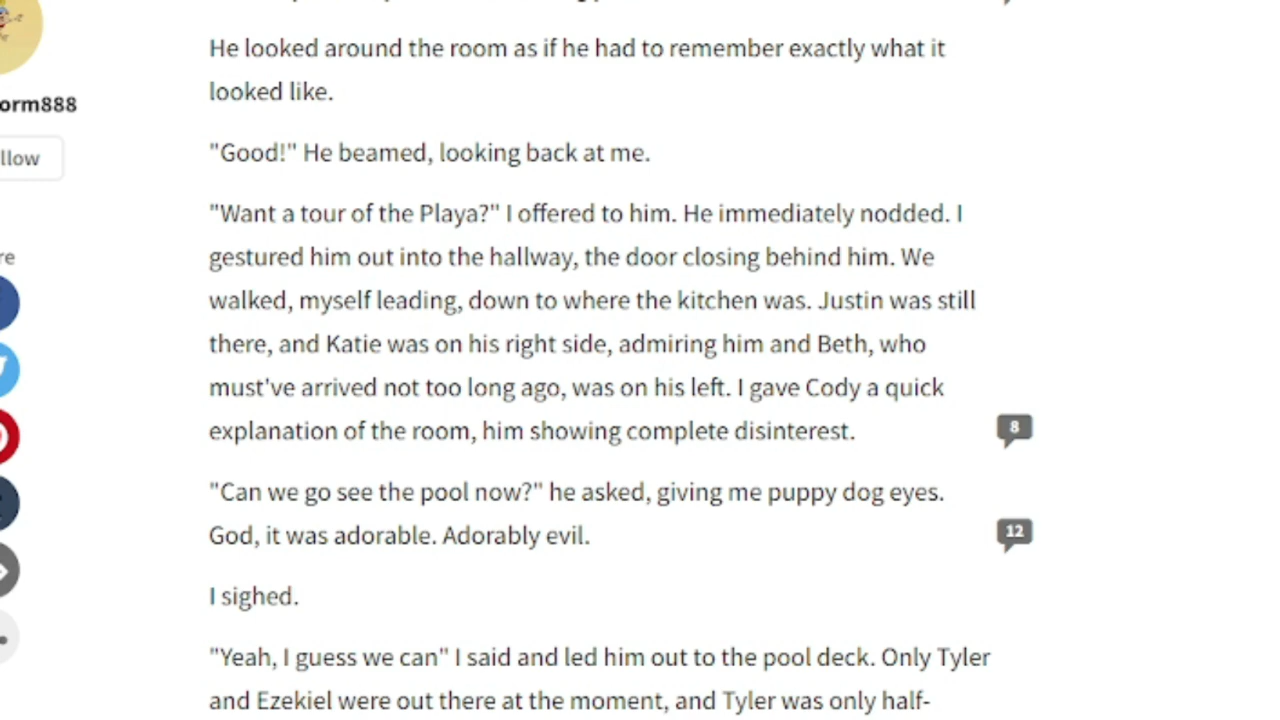 He looked around the room as if he had to remember exactly what it
looked like.
orm888
llow
"Good!" He beamed, looking back at me.
"Want a tour of the Playa?" I offered to him. He immediately nodded. I
re
gestured him out into the hallway, the door closing behind him. We
walked, myself leading, down to where the kitchen was. Justin was still
there, and Katie was on his right side, admiring him and Beth, who
must've arrived not too long ago, was on his left. I gave Cody a quick
explanation of the room, him showing complete disinterest.
8
"Can we go see the pool now?" he asked, giving me puppy dog eyes.
God, it was adorable. Adorably evil.
12
I sighed.
"Yeah, I guess we can" I said and led him out to the pool deck. Only Tyler
and Ezekiel were out there at the moment, and Tyler was only half-